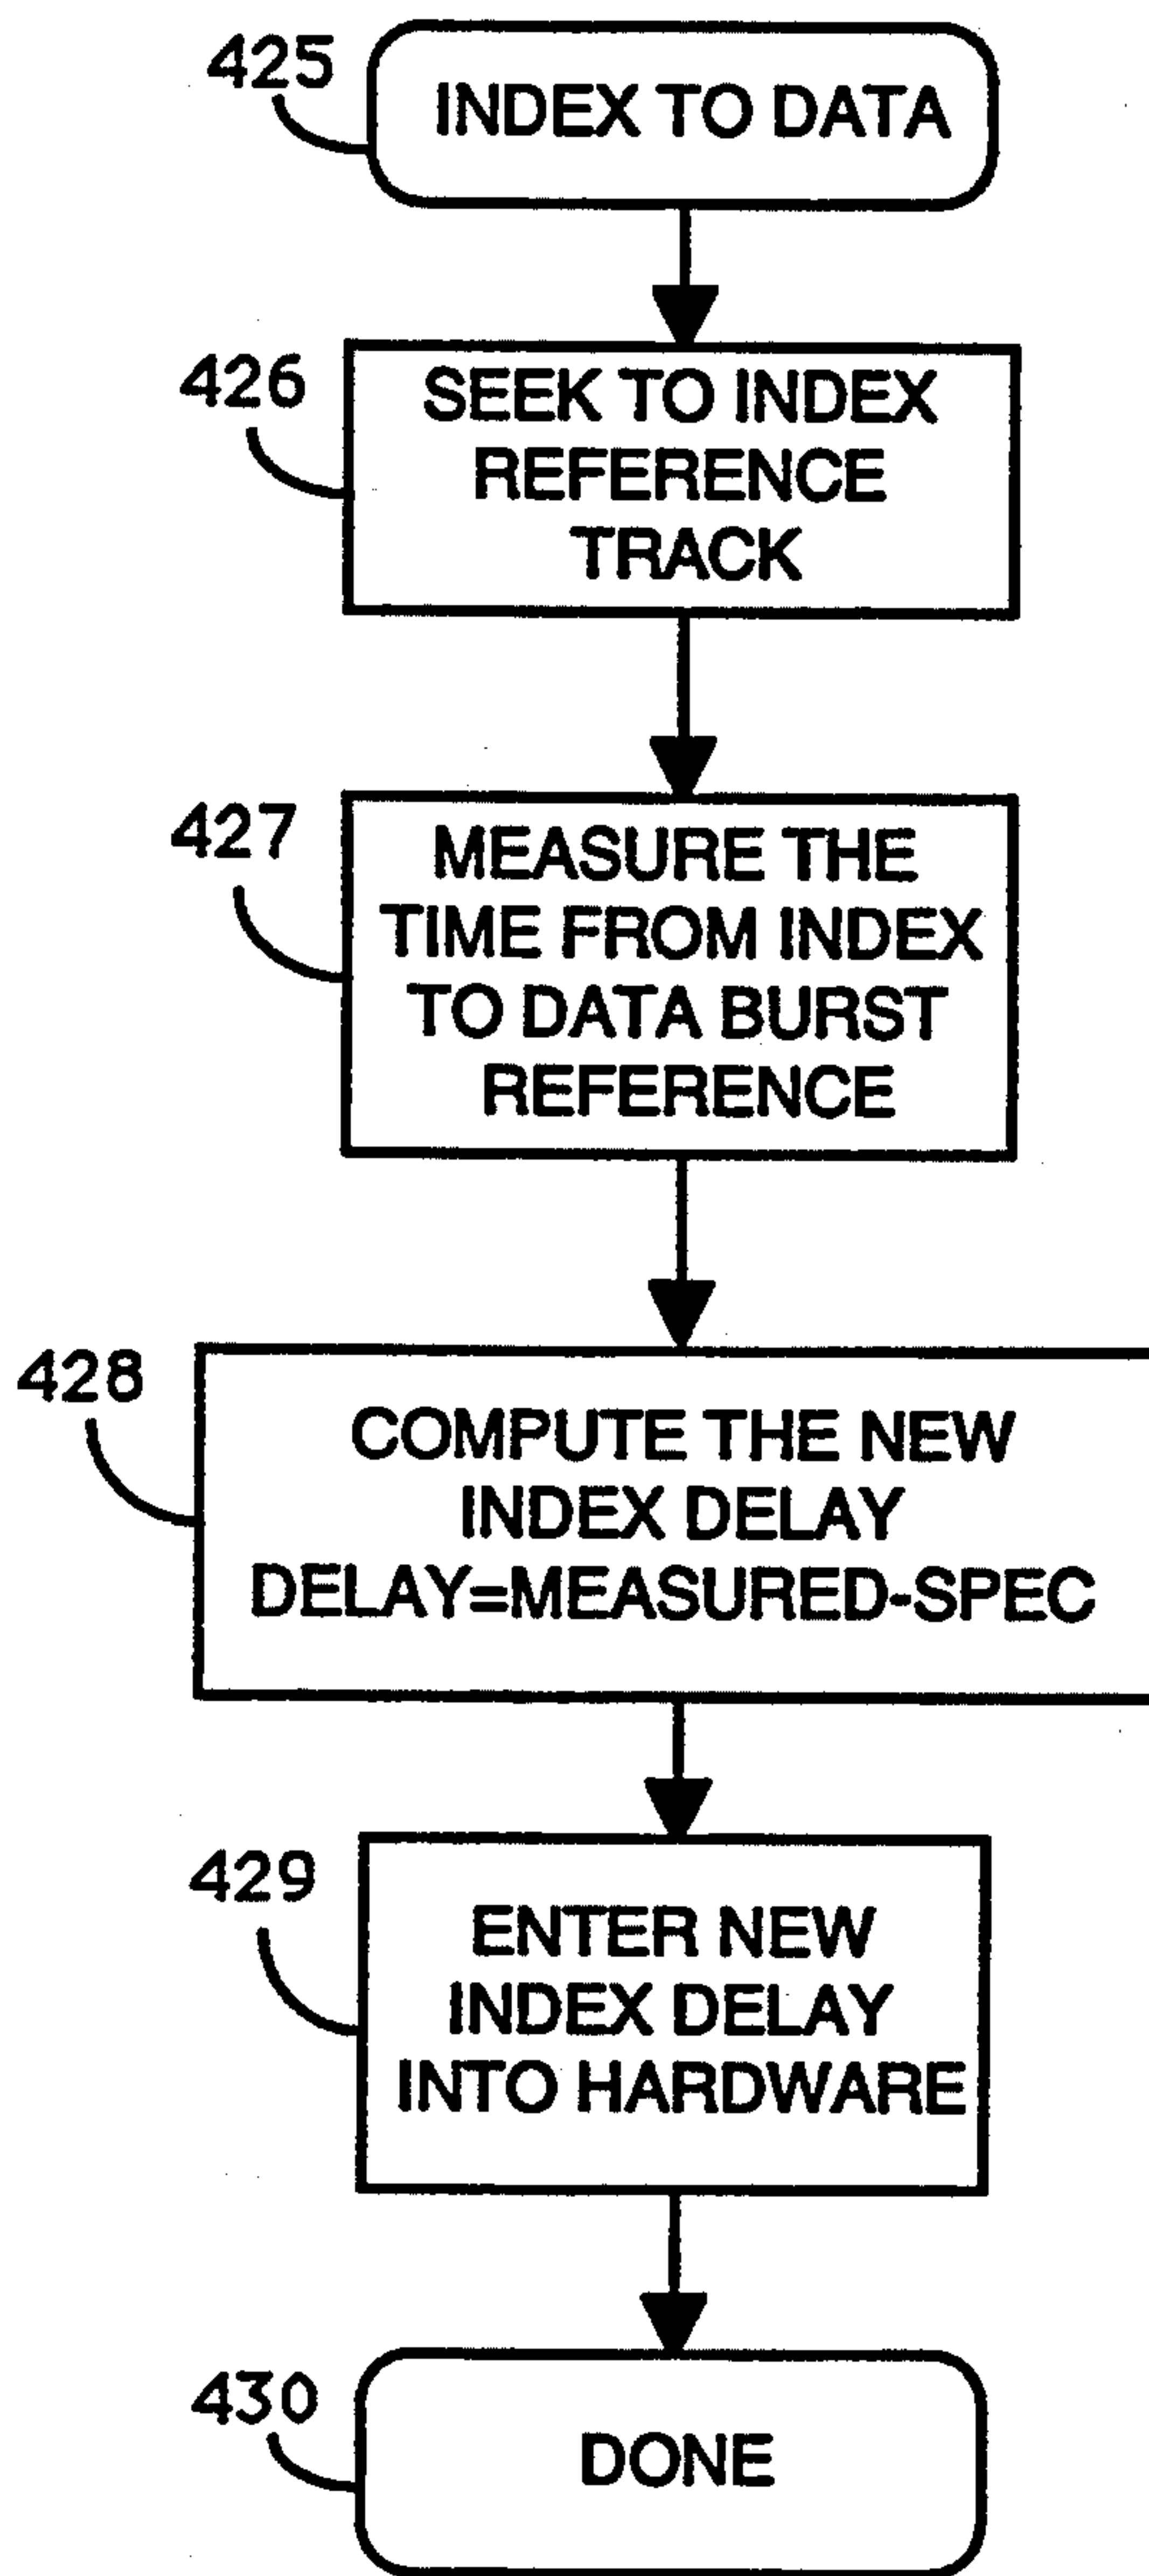 425
INDEX TO DATA
426
SEEK TO INDEX
REFERENCE
TRACK
427
MEASURE THE
TIME FROM INDEX
TO DATA BURST
REFERENCE
428
COMPUTE THE NEW
INDEX DELAY
DELAY=MEASURED-SPEC
429
ENTER NEW
INDEX DELAY
INTO HARDWARE
430
DONE